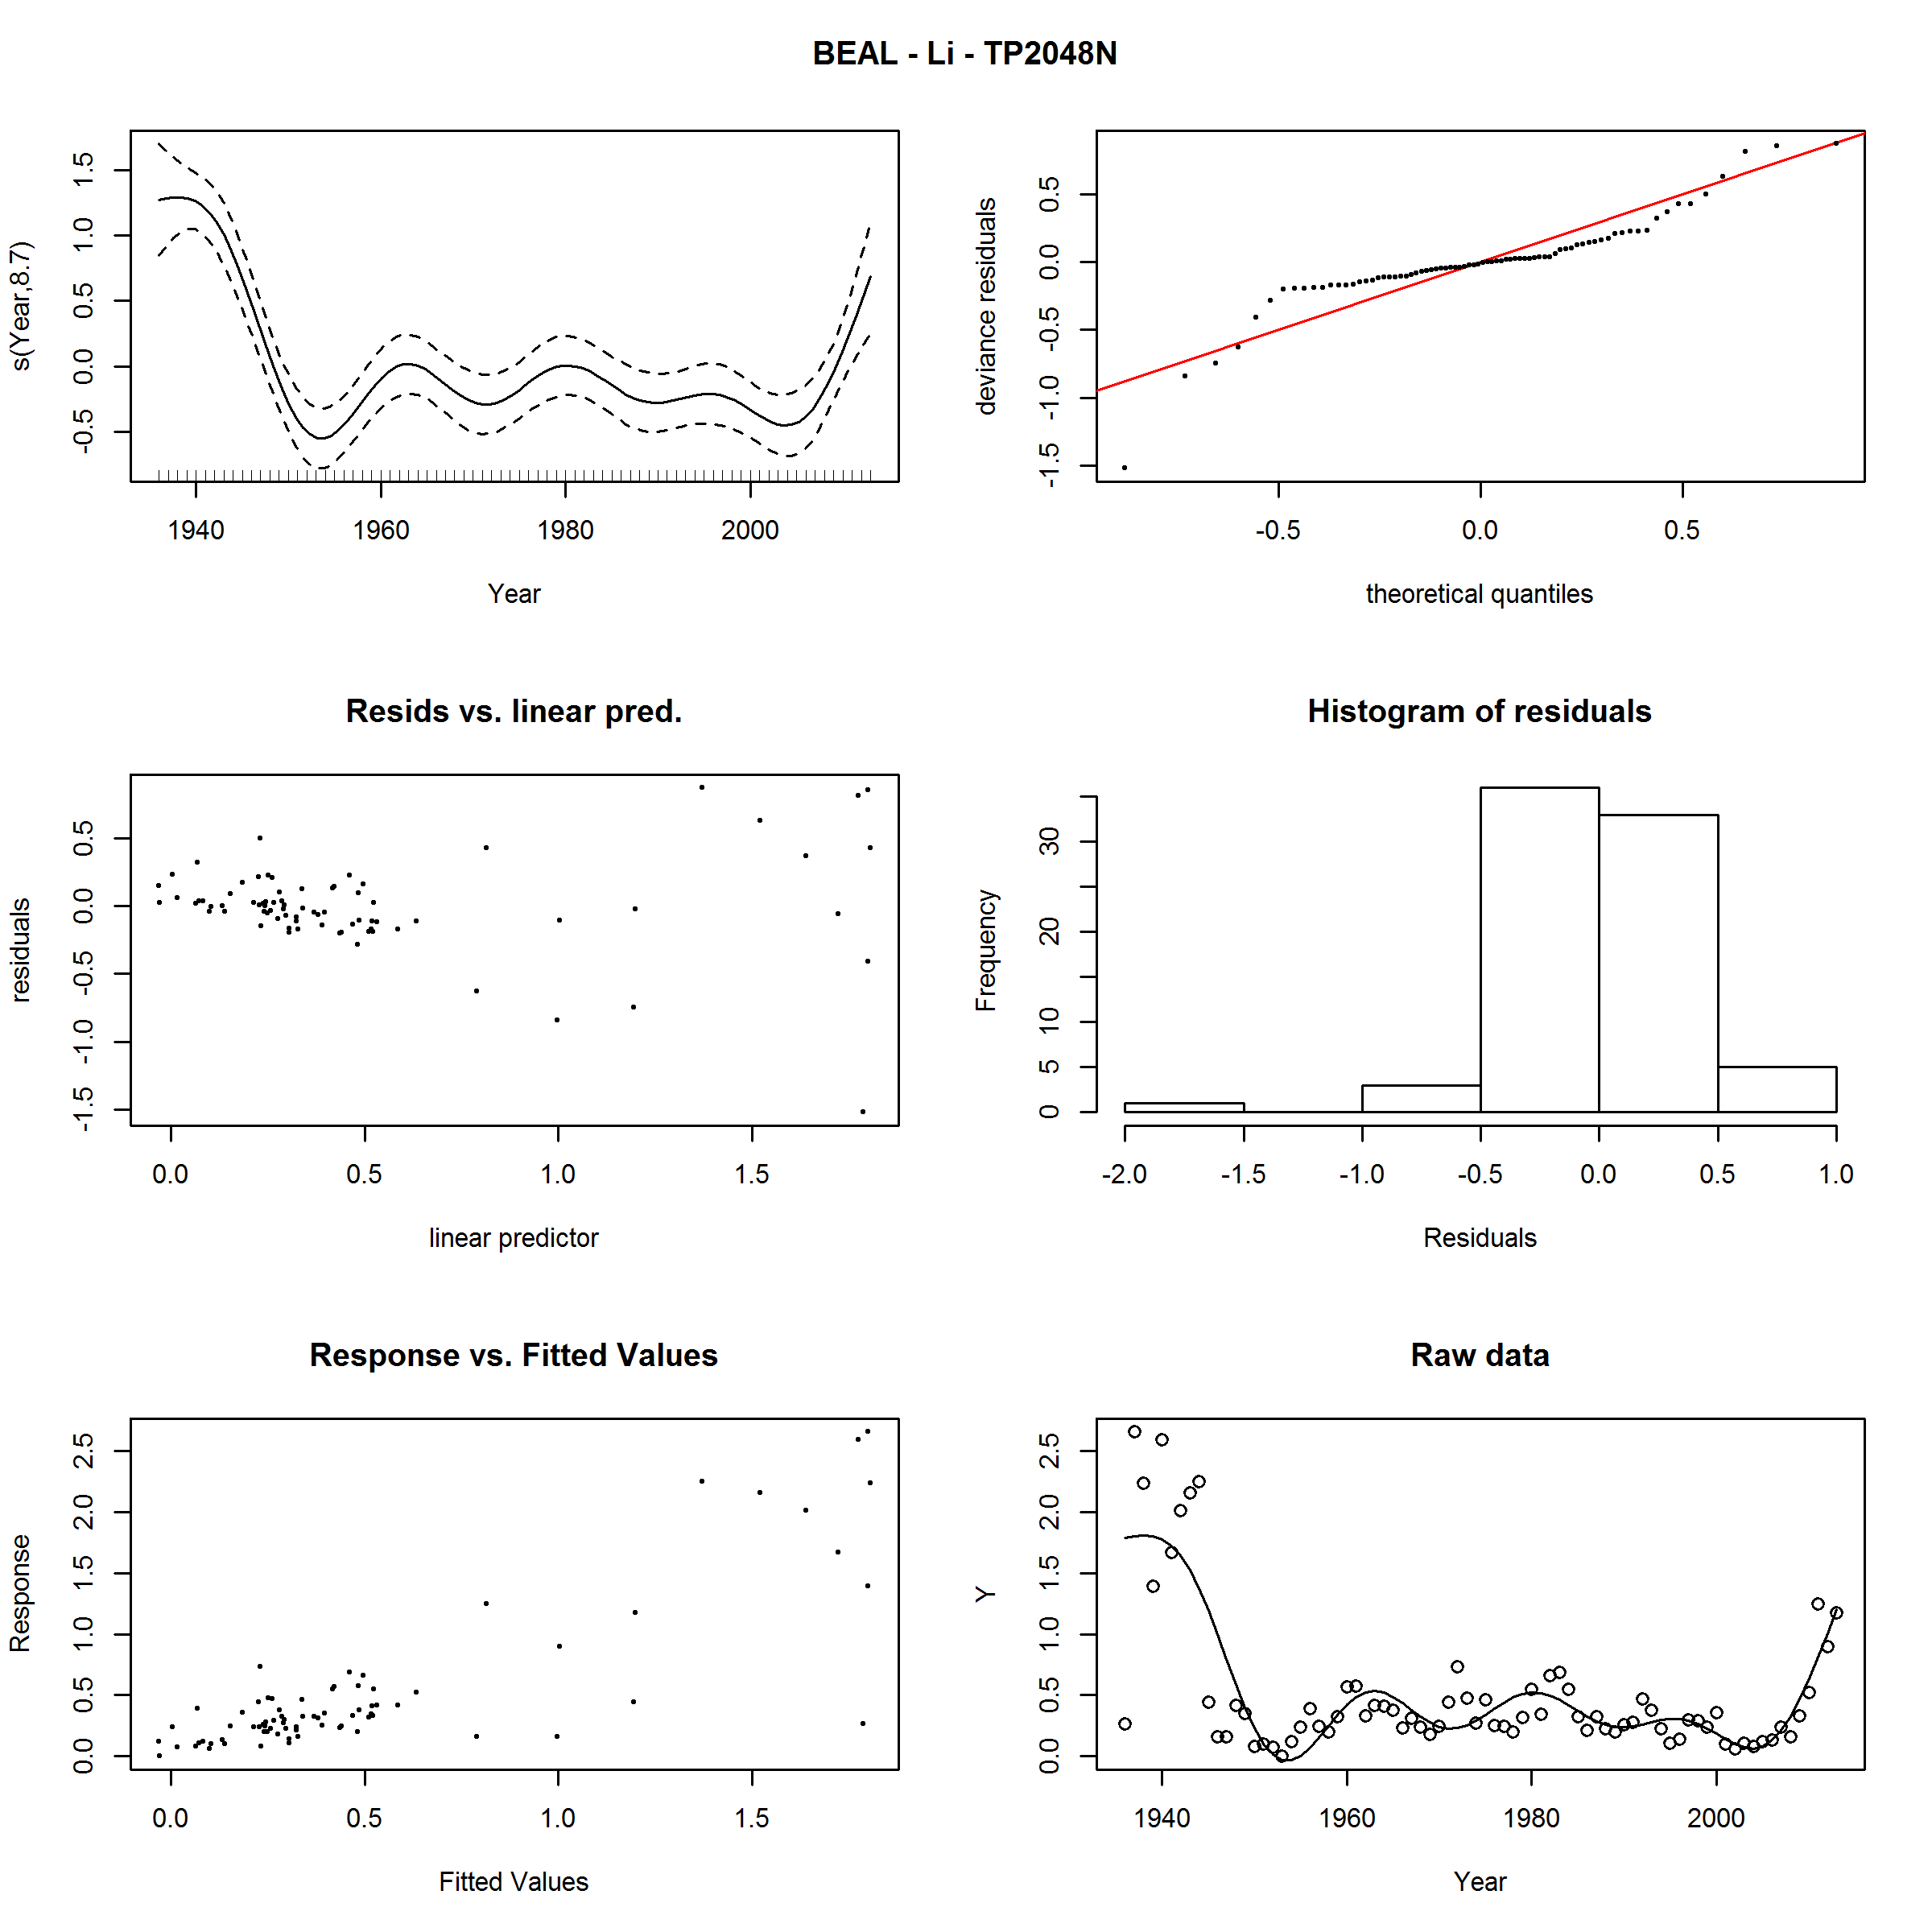 BEAL - Li - TP2048N
s(Year,8.7)
-0.5 0.0 0.5 1.0 1.5
1940 1960 1980 2000
Year
deviance residuals
-1.5 -1.0 -0.5 0.0 0.5
-0.5 0.0 0.5
theoretical quantiles
Resids vs. linear pred.
residuals
-1.5 -1.0 -0.5 0.0 0.5
0.0 0.5 1.0 1.5
linear predictor
Histogram of residuals
Frequency
0 5 10 20 30
-2.0 -1.5 -1.0 -0.5 0.0 0.5 1.0
Residuals
Response vs. Fitted Values
Response
0.0 0.5 1.0 1.5 2.0 2.5
0.0 0.5 1.0 1.5
Fitted Values
Raw data
Y
0.0 0.5 1.0 1.5 2.0 2.5
1940 1960 1980 2000
Year